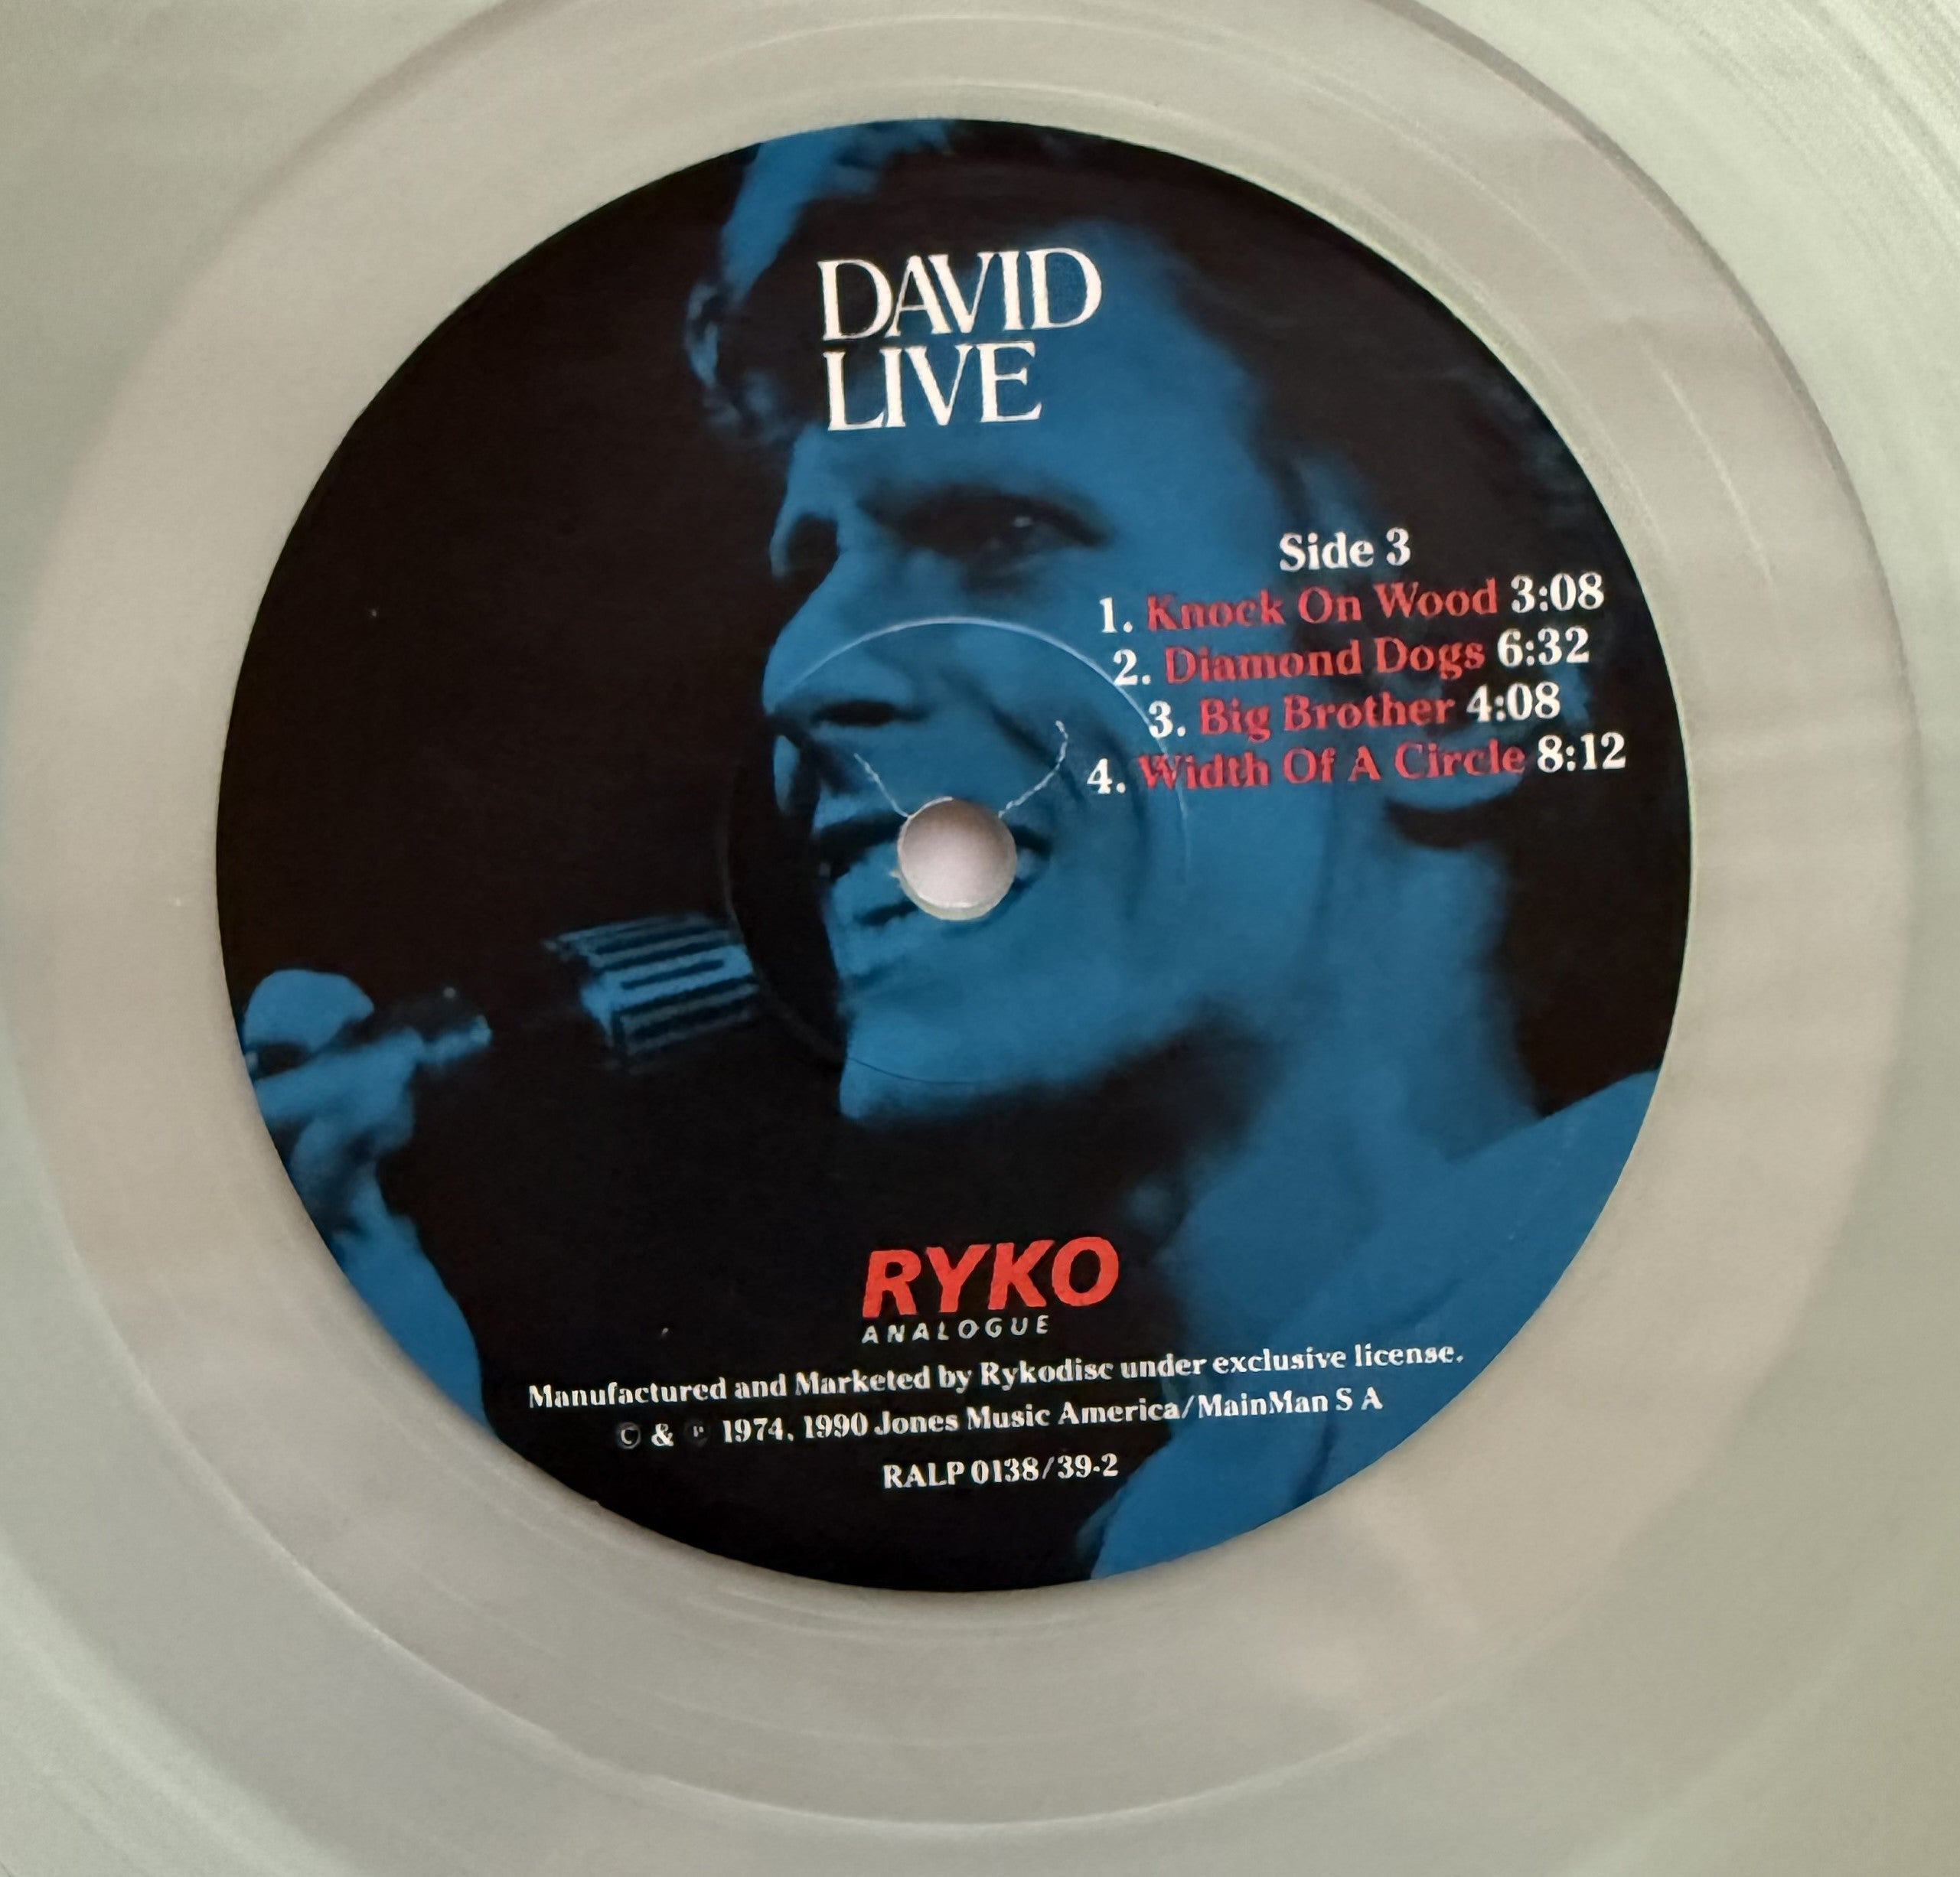 DAVID
LIVE
Side 3
1. Knock On Wood 3:08
2. Diamond Dogs 6:32
3. Big Brother 4:08
4. Width Of A Circle 8:12
RYKO
ANALOGUE
Manufactured and Marketed by Rykodisc under exclusive license.
© & ℗ 1974, 1990 Jones Music America/MainMan S A
RALP 0138/39-2